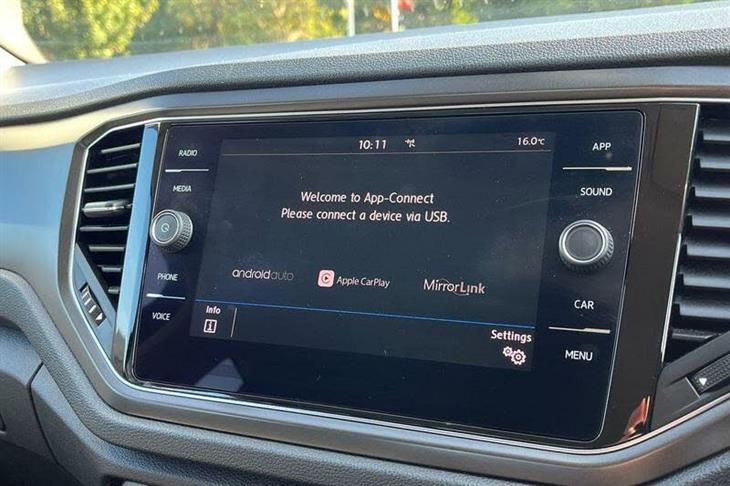 RADIO
MEDIA
PHONE
VOICE
10:11
16.0°C
Welcome to App-Connect
Please connect a device via USB.
androidauto
Apple CarPlay
MirrorLink
Info
i
Settings
APP
SOUND
CAR
MENU